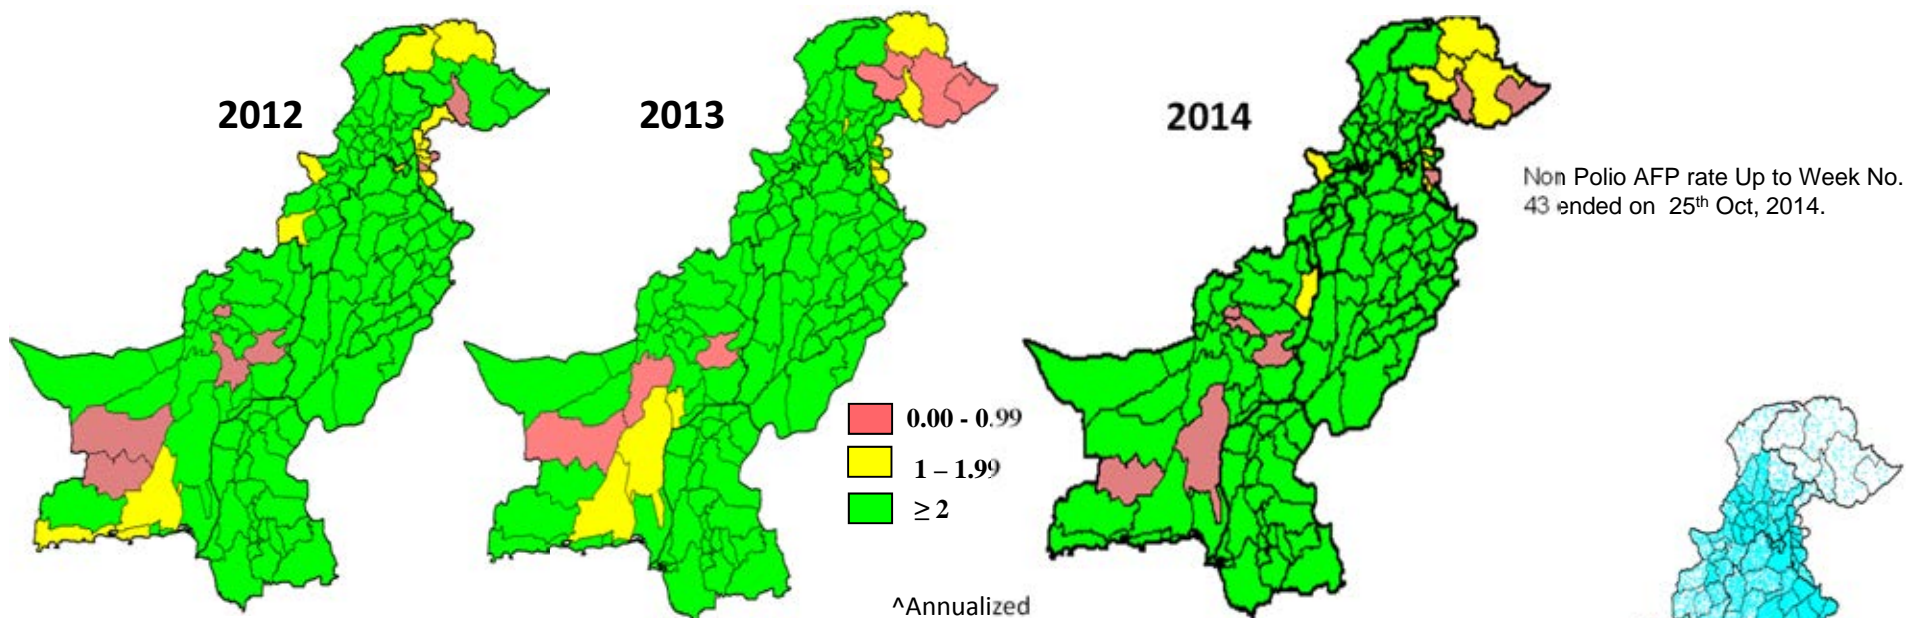 2012
2013
2014
Non Polio AFP rate Up to Week No.
43 ended on 25th Oct, 2014.
0.00 - 0.99
1 – 1.99
≥ 2
^Annualized